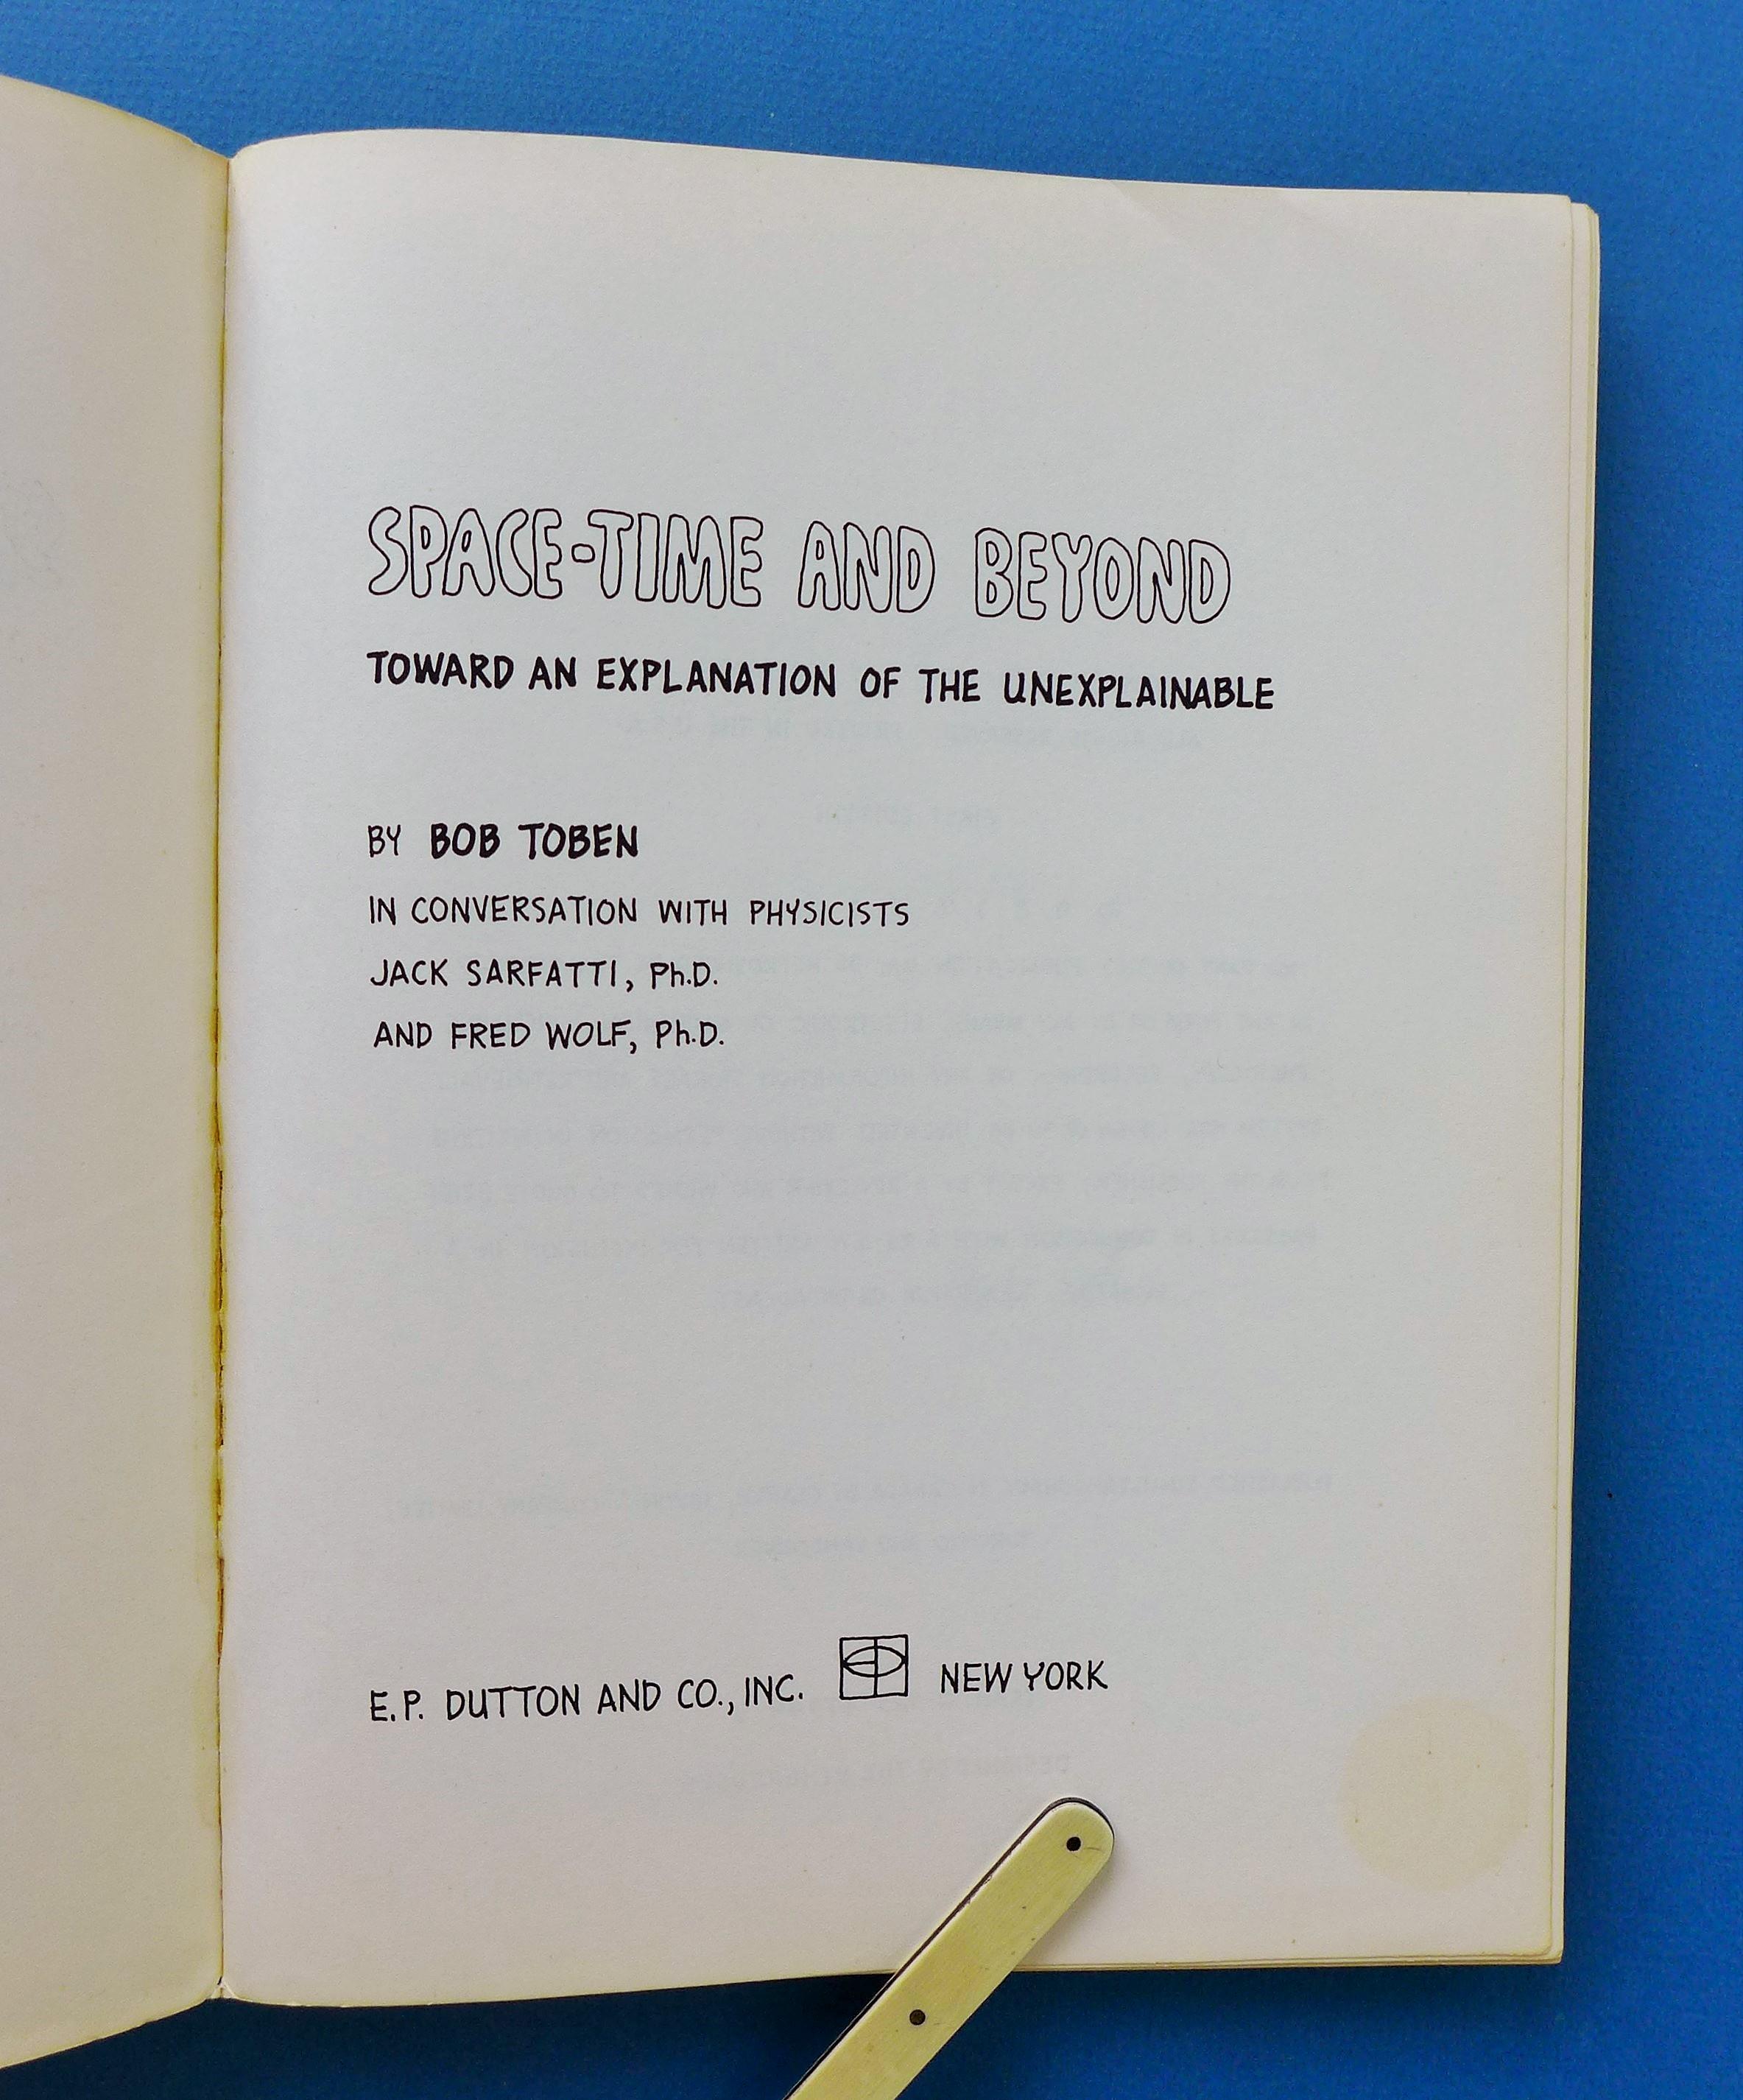 SPACE-TIME AND BEYOND
TOWARD AN EXPLANATION OF THE UNEXPLAINABLE
BY BOB TOBEN
IN CONVERSATION WITH PHYSICISTS
JACK SARFATTI, Ph.D.
AND FRED WOLF, Ph.D.
E.P. DUTTON AND CO., INC. NEW YORK